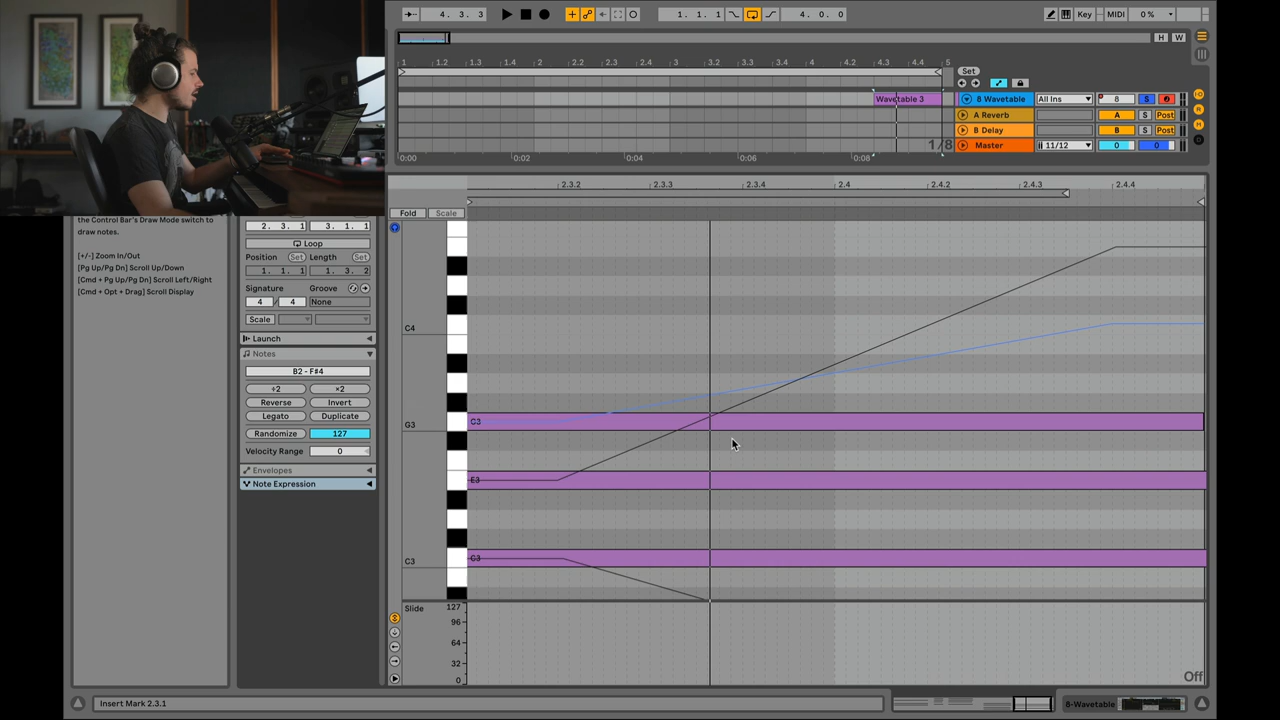 4. 3. 3
1. 1. 1
4. 0. 0
Key
MIDI
0 %
H
W
1
1.2
1.3
1.4
2
2.2
2.3
2.4
3
3.2
3.3
3.4
4
4.2
4.3
4.4
5
Set
Wavetable 3
8 Wavetable
All Ins
8
S
A Reverb
A
S
Post
B Delay
B
S
Post
1/8
Master
11/12
0
0
0:00
0:02
0:04
0:06
0:08
the Control Bar's Draw Mode switch to
draw notes.
[+/-] Zoom In/Out
[Pg Up/Pg Dn] Scroll Up/Down
[Cmd + Pg Up/Pg Dn] Scroll Left/Right
[Cmd + Opt + Drag] Scroll Display
2. 3. 1
3. 1. 1
Loop
Position
Set
Length
Set
1. 1. 1
1. 3. 2
Signature
Groove
4 / 4
None
Scale
Launch
Notes
B2 - F#4
÷2
×2
Reverse
Invert
Legato
Duplicate
Randomize
127
Velocity Range
0
Envelopes
Note Expression
2.3.2
2.3.3
2.3.4
2.4
2.4.2
2.4.3
2.4.4
Fold
Scale
C4
G3
G3
E3
C3
C3
Slide
127
96
64
32
0
Off
Insert Mark 2.3.1
8-Wavetable